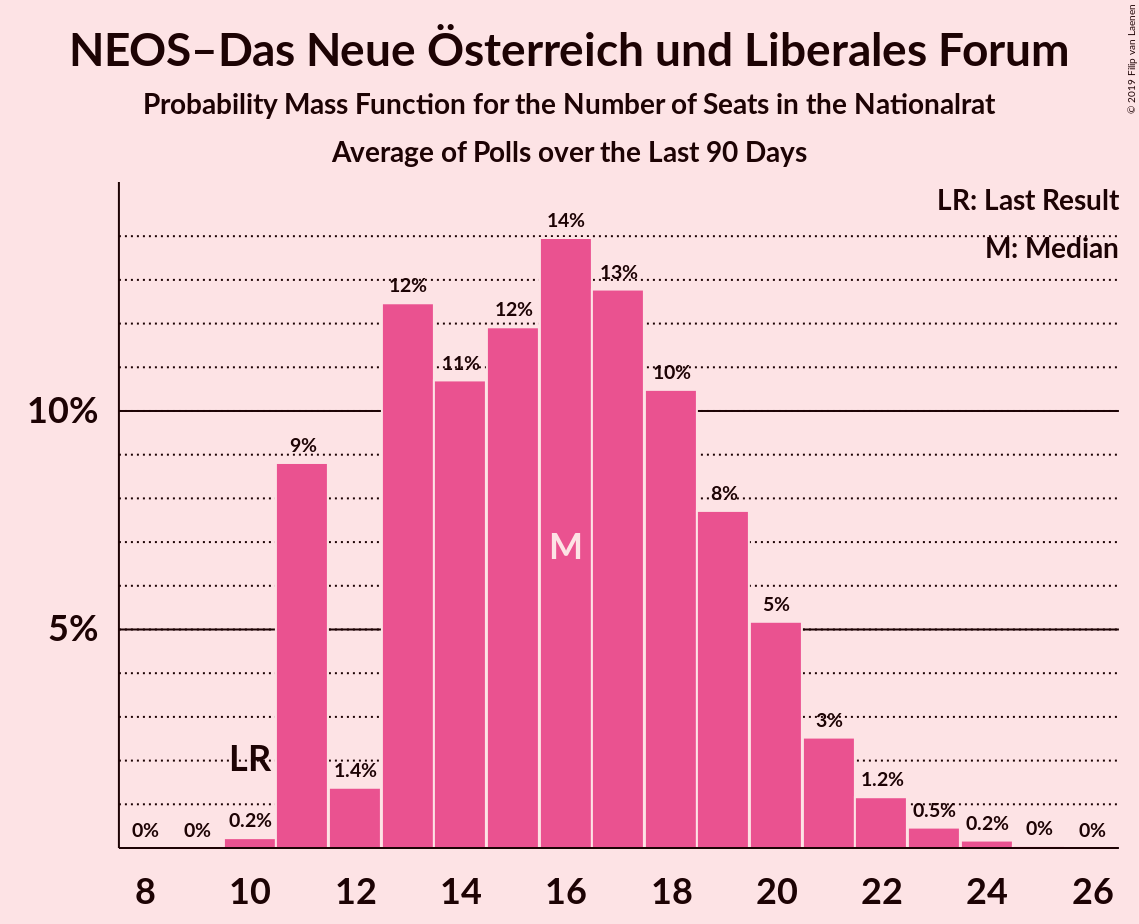 NEOS–Das Neue Österreich und Liberales Forum
Probability Mass Function for the Number of Seats in the Nationalrat
Average of Polls over the Last 90 Days
© 2019 Filip van Laenen
LR: Last Result
M: Median
14%
13%
12%
12%
11%
10%
10%
9%
8%
M
5%
5%
3%
LR
1.4%
1.2%
0.2%
0.5%
0.2%
0%
0%
0%
0%
8 10 12 14 16 18 20 22 24 26